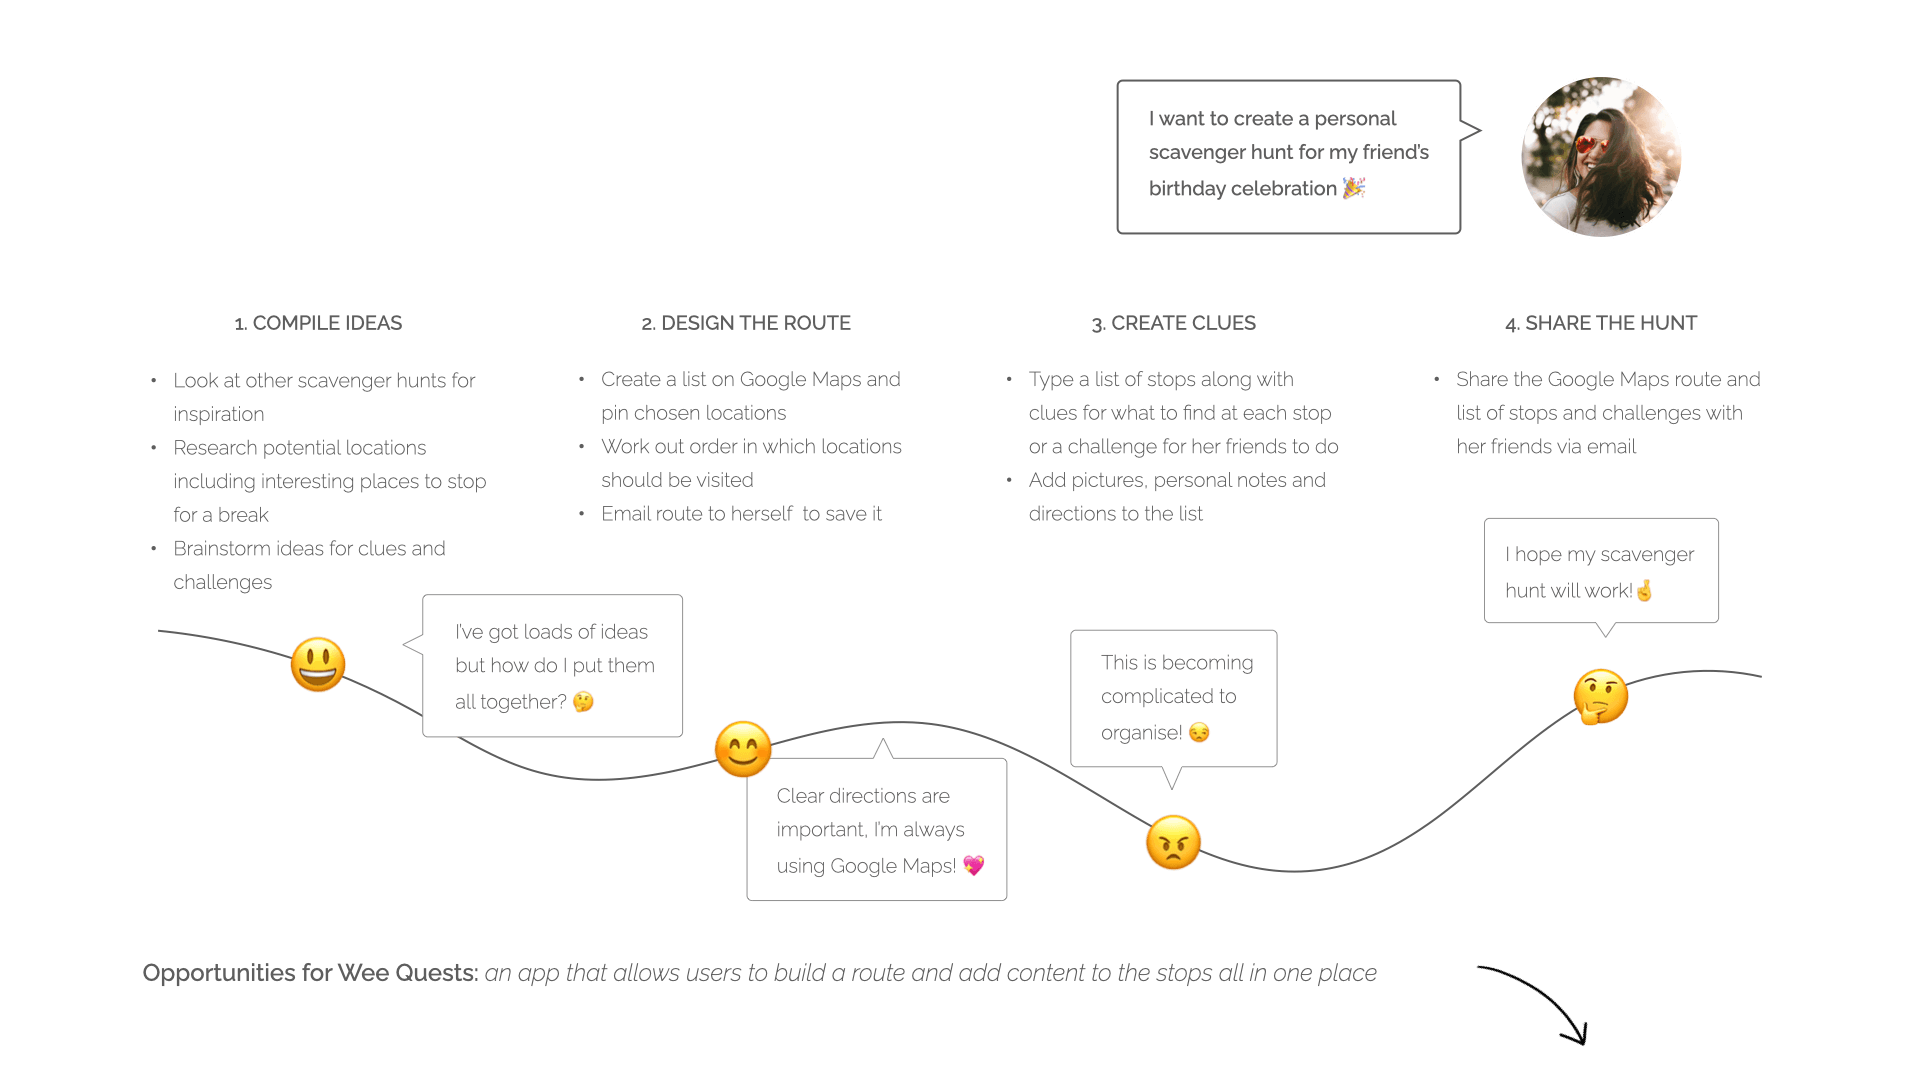 I want to create a personal
scavenger hunt for my friend's
birthday celebration 🎉
1. COMPILE IDEAS
• Look at other scavenger hunts for
inspiration
• Research potential locations
including interesting places to stop
for a break
• Brainstorm ideas for clues and
challenges
2. DESIGN THE ROUTE
• Create a list on Google Maps and
pin chosen locations
• Work out order in which locations
should be visited
• Email route to herself  to save it
3. CREATE CLUES
• Type a list of stops along with
clues for what to find at each stop
or a challenge for her friends to do
• Add pictures, personal notes and
directions to the list
4. SHARE THE HUNT
• Share the Google Maps route and
list of stops and challenges with
her friends via email
I've got loads of ideas
but how do I put them
all together? 🤔
Clear directions are
important, I'm always
using Google Maps! 💖
This is becoming
complicated to
organise! 😒
I hope my scavenger
hunt will work!🤞
Opportunities for Wee Quests: an app that allows users to build a route and add content to the stops all in one place